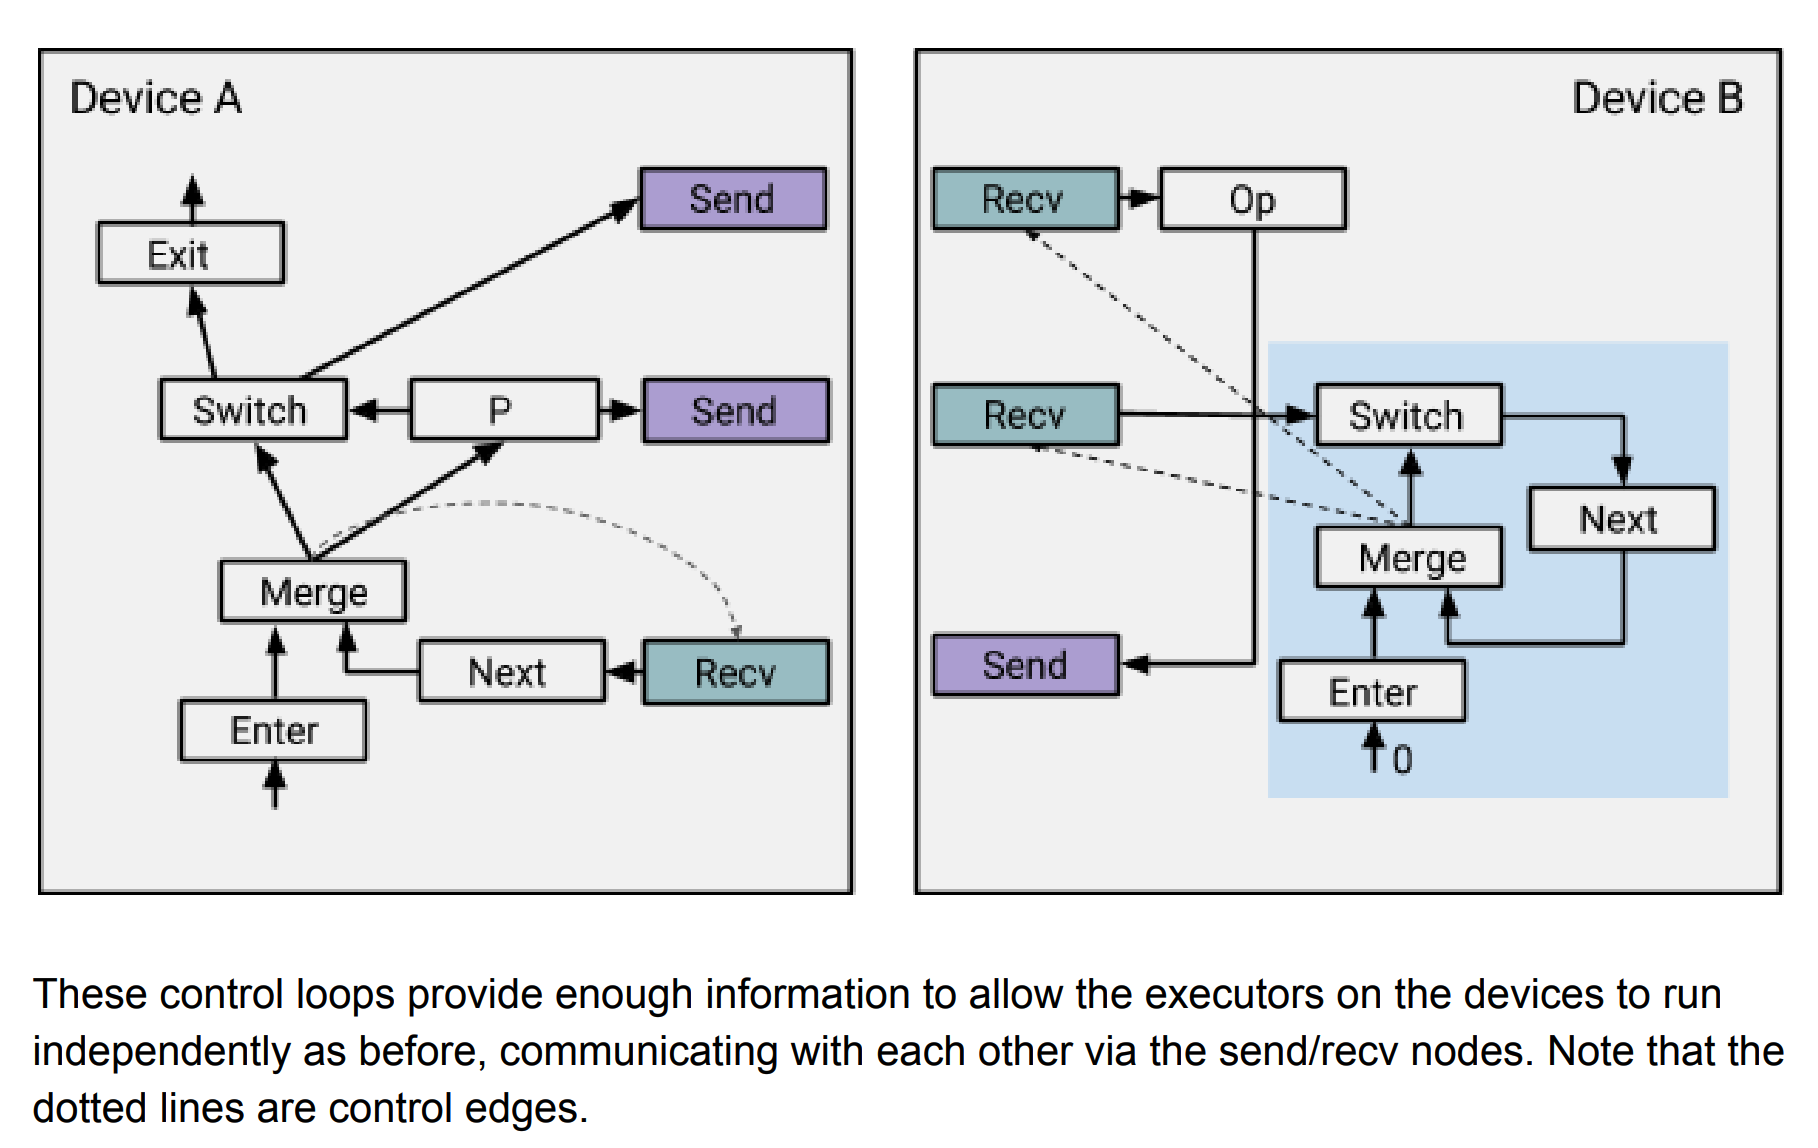 Device A
Send
Exit
Switch
P
Send
Merge
Next
Recv
Enter
Device B
Recv
Op
Recv
Switch
Next
Merge
Send
Enter
0
These control loops provide enough information to allow the executors on the devices to run
independently as before, communicating with each other via the send/recv nodes. Note that the
dotted lines are control edges.